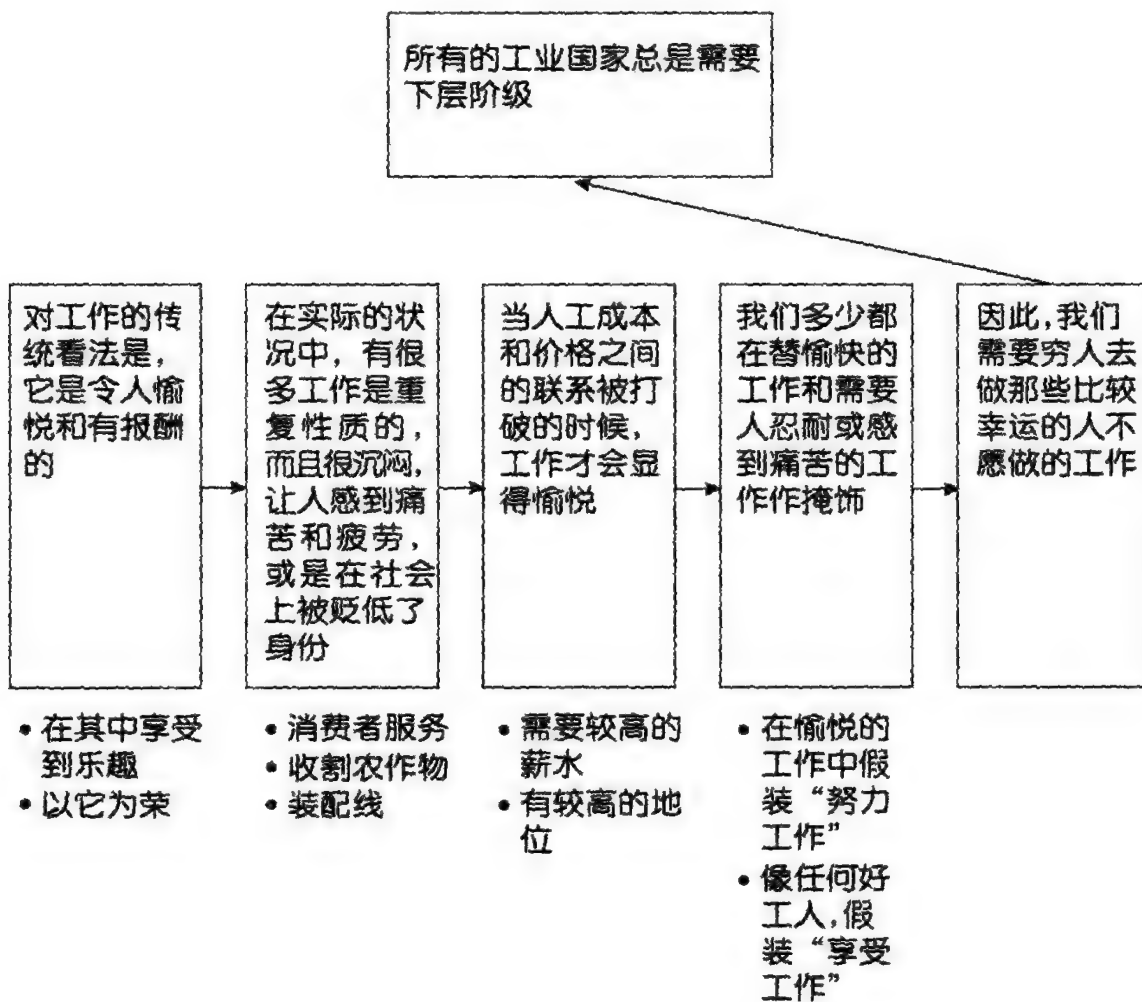 所有的工业国家总是需要
下层阶级
对工作的传
统看法是，
它是令人愉
悦和有报酬
的
在实际的状
况中，有很
多工作是重
复性质的，
而且很沉闷，
让人感到痛
苦和疲劳，
或是在社会
上被贬低了
身份
当人工成本
和价格之间
的联系被打
破的时候，
工作才会显
得愉悦
我们多少都
在替愉快的
工作和需要
人忍耐或感
到痛苦的工
作作掩饰
因此，我们
需要穷人去
做那些比较
幸运的人不
愿做的工作
• 在其中享受
到乐趣
• 以它为荣
• 消费者服务
• 收割农作物
• 装配线
• 需要较高的
薪水
• 有较高的地
位
• 在愉悦的
工作中假
装“努力
工作”
• 像任何好
工人，假
装“享受
工作”